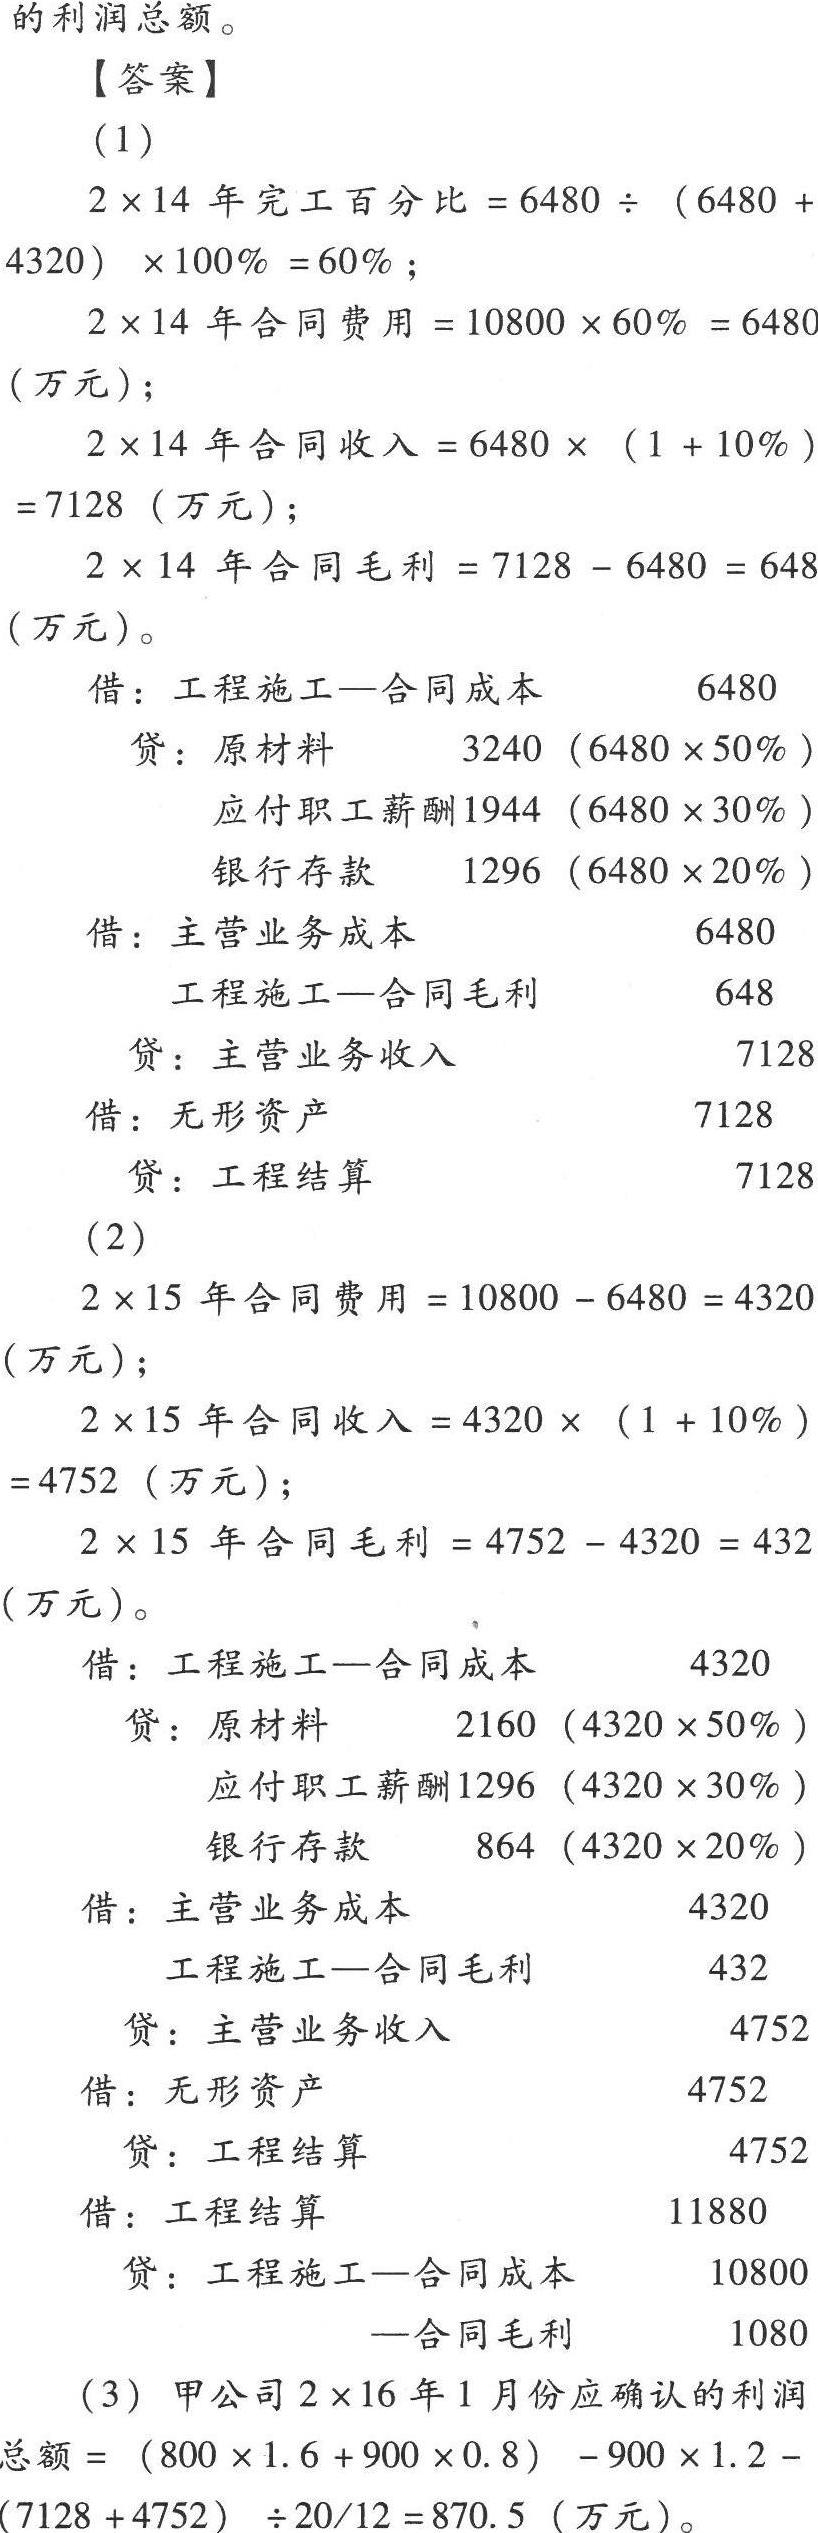 的利润总额。
【答案】
(1)
2×14 年完工百分比 = 6480 ÷ (6480 +
4320) ×100% = 60%;
2×14 年合同费用 = 10800 × 60% = 6480
(万元);
2×14 年合同收入 = 6480 × (1 + 10%)
= 7128 (万元);
2×14 年合同毛利 = 7128 - 6480 = 648
(万元)。
借:工程施工—合同成本 6480
贷:原材料 3240 (6480×50%)
应付职工薪酬1944 (6480×30%)
银行存款 1296 (6480×20%)
借:主营业务成本 6480
工程施工—合同毛利 648
贷:主营业务收入 7128
借:无形资产 7128
贷:工程结算 7128
(2)
2×15 年合同费用 = 10800 - 6480 = 4320
(万元);
2×15 年合同收入 = 4320 × (1 + 10%)
= 4752 (万元);
2×15 年合同毛利 = 4752 - 4320 = 432
(万元)。
借:工程施工—合同成本 4320
贷:原材料 2160 (4320×50%)
应付职工薪酬1296 (4320×30%)
银行存款 864 (4320×20%)
借:主营业务成本 4320
工程施工—合同毛利 432
贷:主营业务收入 4752
借:无形资产 4752
贷:工程结算 4752
借:工程结算 11880
贷:工程施工—合同成本 10800
—合同毛利 1080
(3) 甲公司2×16年1月份应确认的利润
总额 = (800×1.6+900×0.8) -900×1.2-
(7128+4752) ÷20/12=870.5 (万元)。